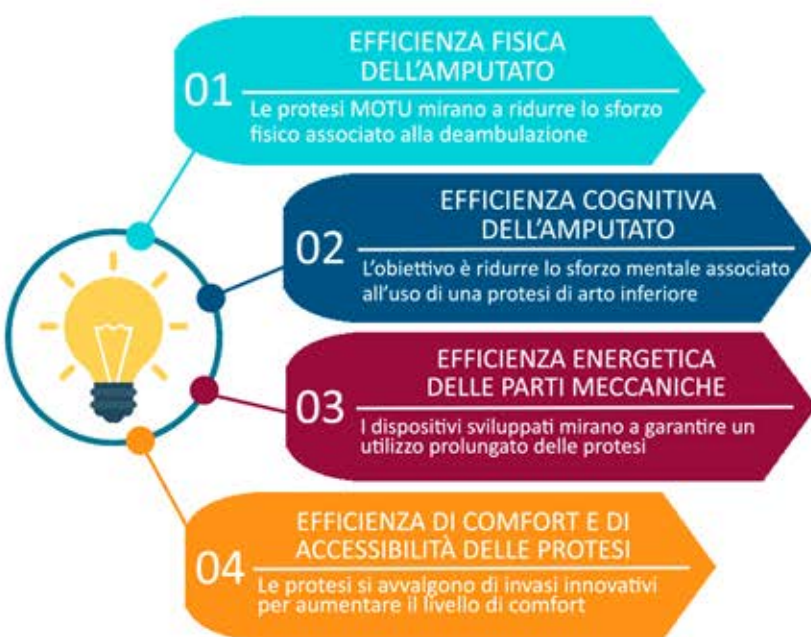 01
EFFICIENZA FISICA
DELL'AMPUTATO
Le protesi MOTU mirano a ridurre lo sforzo
fisico associato alla deambulazione
02
EFFICIENZA COGNITIVA
DELL'AMPUTATO
L'obiettivo è ridurre lo sforzo mentale associato
all'uso di una protesi di arto inferiore
03
EFFICIENZA ENERGETICA
DELLE PARTI MECCANICHE
I dispositivi sviluppati mirano a garantire un
utilizzo prolungato delle protesi
04
EFFICIENZA DI COMFORT E DI
ACCESSIBILITÀ DELLE PROTESI
Le protesi si avvalgono di invasi innovativi
per aumentare il livello di comfort